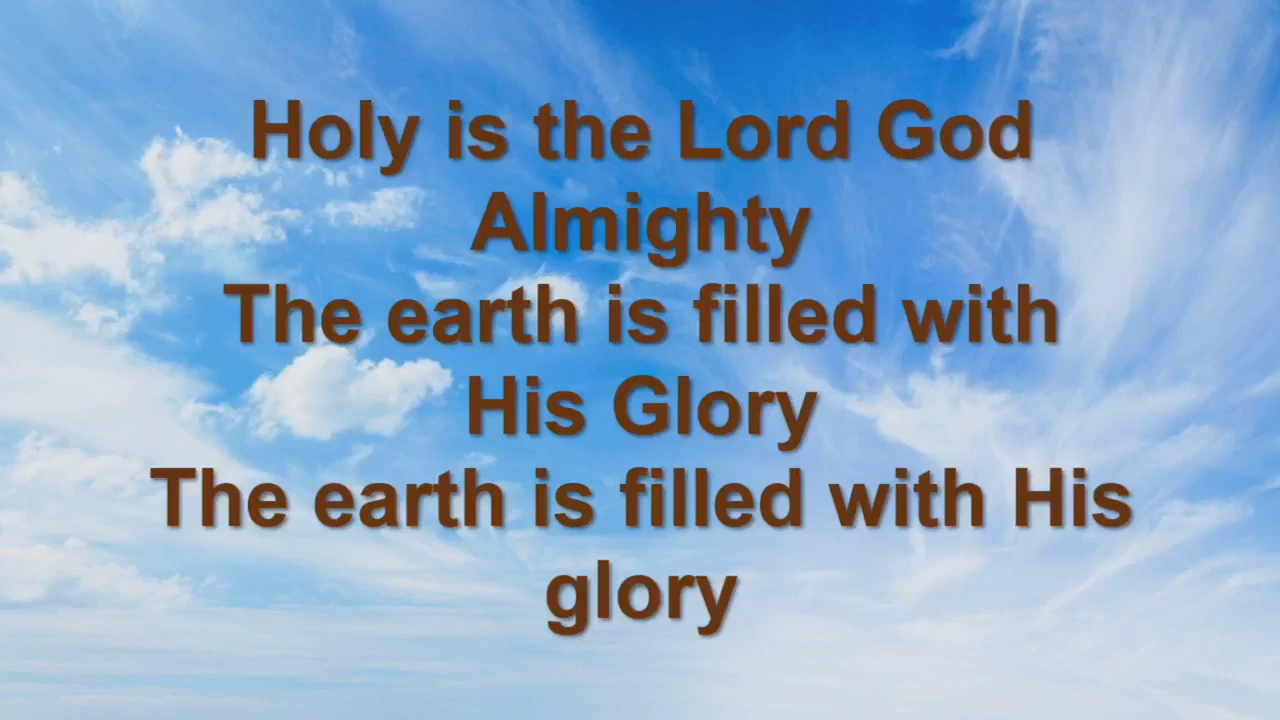 Holy is the Lord God
Almighty
The earth is filled with
His Glory
The earth is filled with His
glory